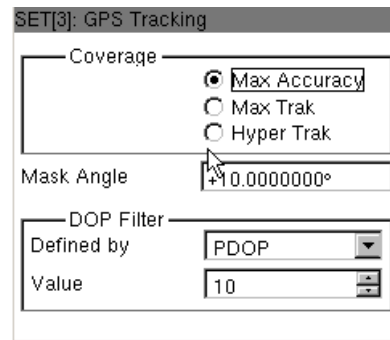 SET[3]: GPS Tracking
Coverage
Max Accuracy
Max Trak
Hyper Trak
Mask Angle +10.0000000°
DOP Filter
Defined by PDOP
Value 10